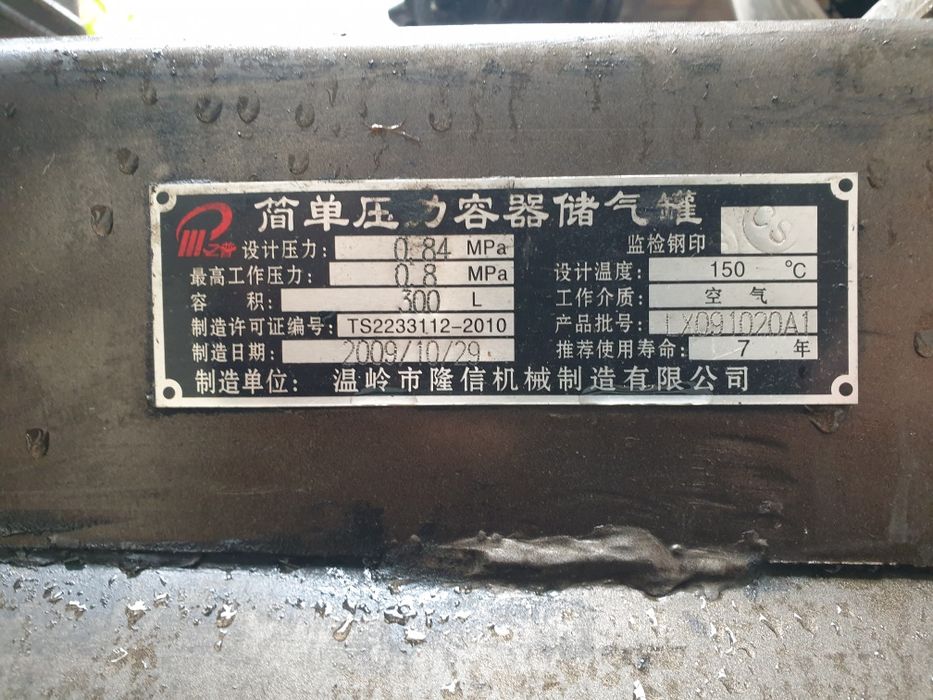 简单压力容器储气罐
之普
设计压力: 0.84 MPa 监检钢印 CS
最高工作压力: 0.8 MPa 设计温度: 150 ℃
容 积: 300 L 工作介质: 空 气
制造许可证编号: TS2233112-2010 产品批号: LX091020A1
制造日期: 2009/10/29 推荐使用寿命: 7 年
制造单位: 温岭市隆信机械制造有限公司